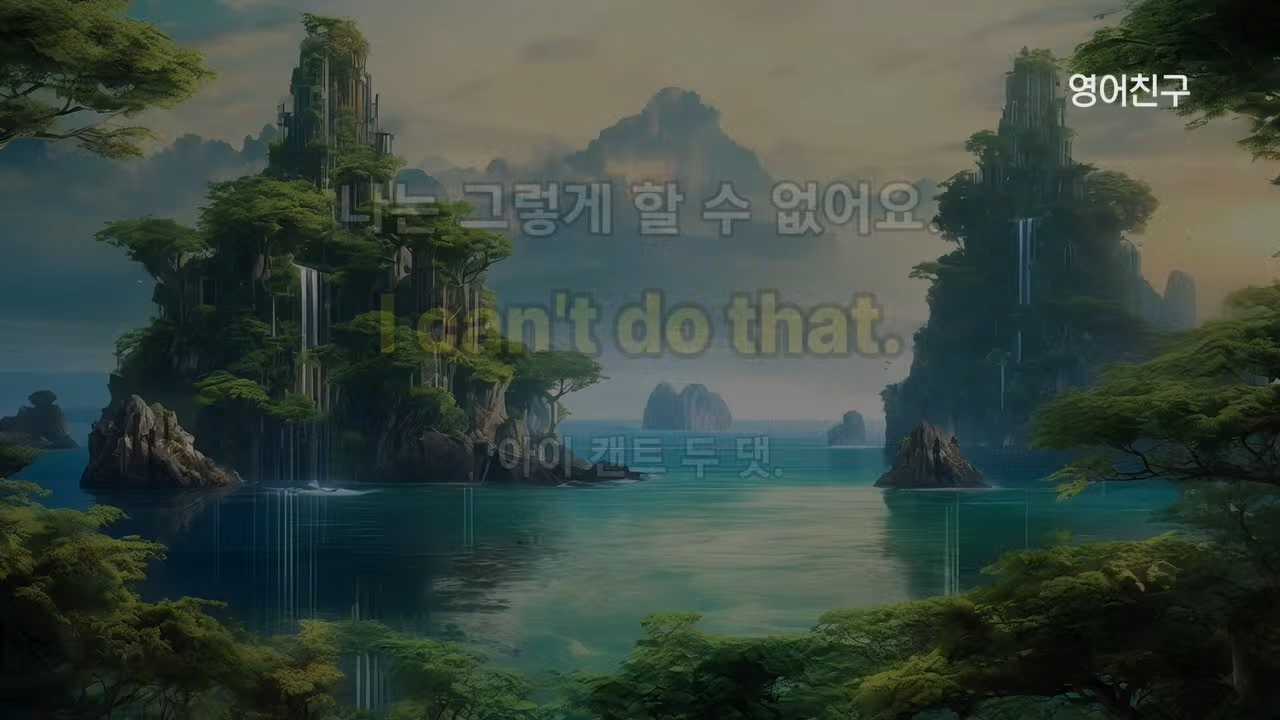 영어친구
나는 그렇게 할 수 없어요.
I can't do that.
아이 캔트 두 댓.